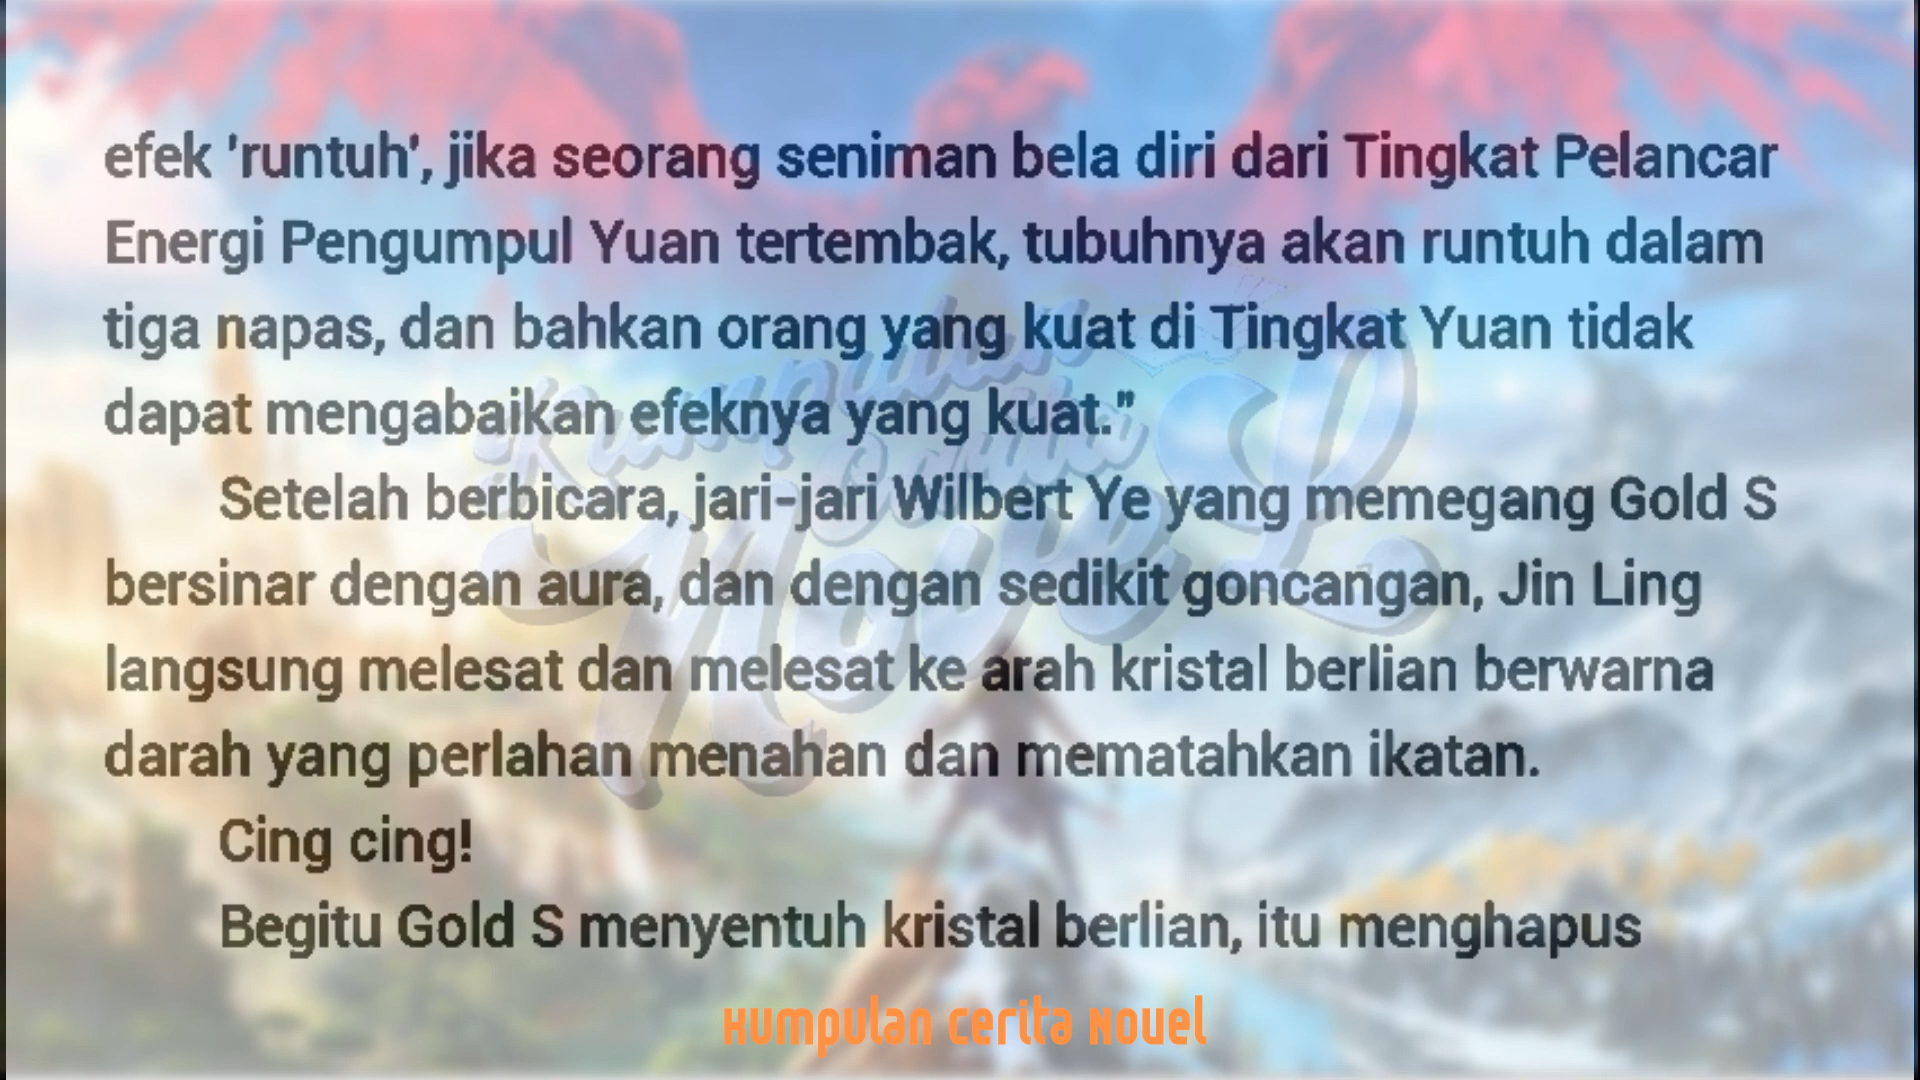 efek 'runtuh', jika seorang seniman bela diri dari Tingkat Pelancar
Energi Pengumpul Yuan tertembak, tubuhnya akan runtuh dalam
tiga napas, dan bahkan orang yang kuat di Tingkat Yuan tidak
dapat mengabaikan efeknya yang kuat."
Setelah berbicara, jari-jari Wilbert Ye yang memegang Gold S
bersinar dengan aura, dan dengan sedikit goncangan, Jin Ling
langsung melesat dan melesat ke arah kristal berlian berwarna
darah yang perlahan menahan dan mematahkan ikatan.
Cing cing!
Begitu Gold S menyentuh kristal berlian, itu menghapus
Kumpulan Cerita Novel
Kumpulan Cerita Novel